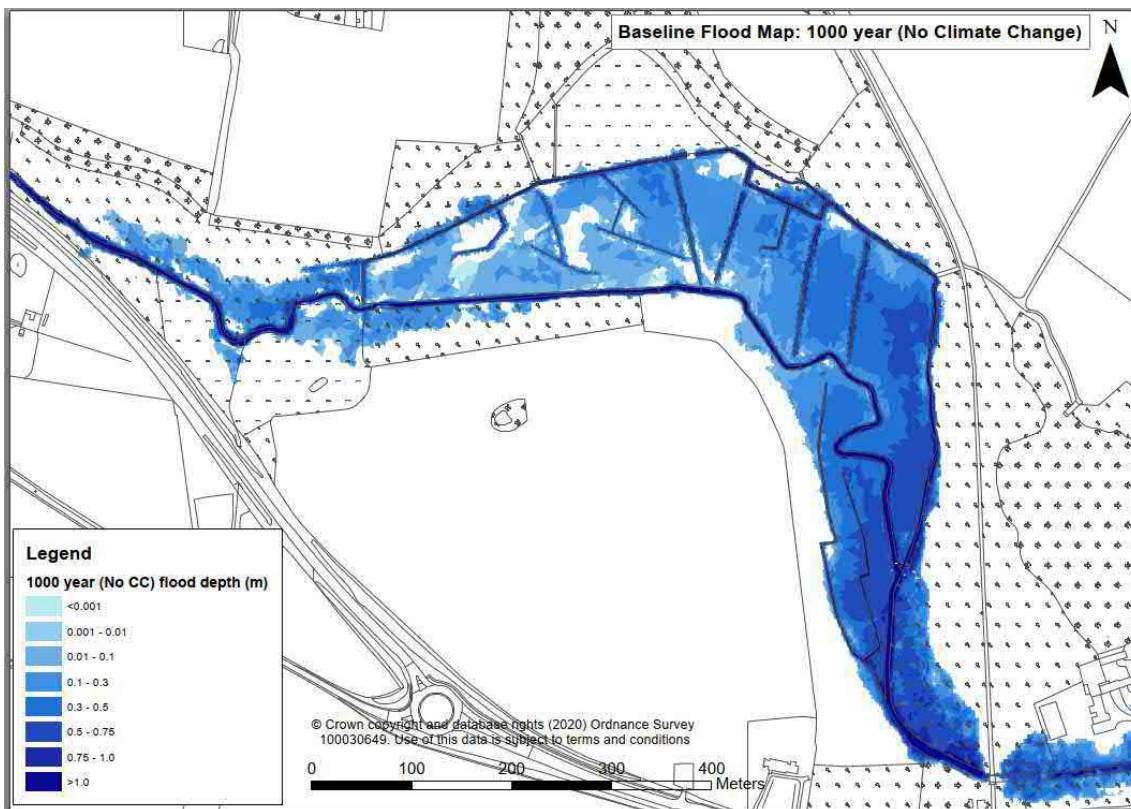 Baseline Flood Map: 1000 year (No Climate Change)
N
Legend
1000 year (No CC) flood depth (m)
<0.001
0.001 - 0.01
0.01 - 0.1
0.1 - 0.3
0.3 - 0.5
0.5 - 0.75
0.75 - 1.0
>1.0
© Crown copyright and database rights (2020) Ordnance Survey
100030649. Use of this data is subject to terms and conditions
0 100 200 300 400
Meters